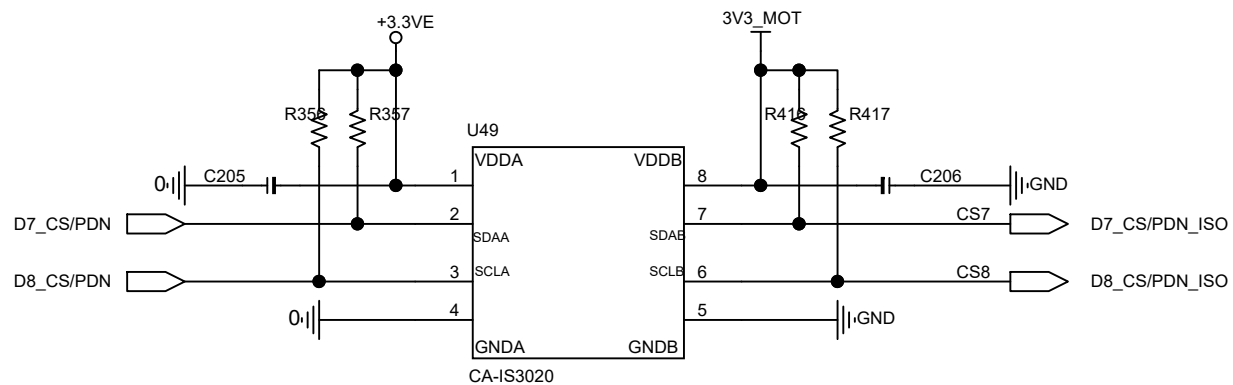 +3.3VE
3V3_MOT
R356
R357
R416
R417
U49
VDDA
VDDB
C205
1
8
C206
0
GND
D7_CS/PDN
2
7
CS7
D7_CS/PDN_ISO
SDAA
SDAB
D8_CS/PDN
3
SCLA
SCLB
6
CS8
D8_CS/PDN_ISO
0
4
5
GND
GNDA
GNDB
CA-IS3020